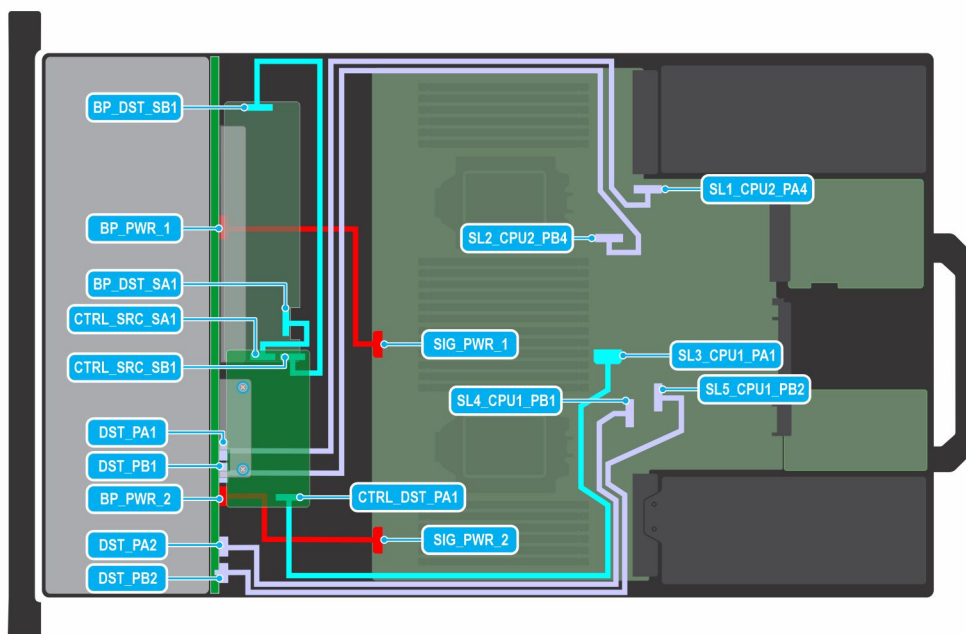 BP_DST_SB1
BP_PWR_1
BP_DST_SA1
CTRL_SRC_SA1
CTRL_SRC_SB1
DST_PA1
DST_PB1
BP_PWR_2
DST_PA2
DST_PB2
SL1_CPU2_PA4
SL2_CPU2_PB4
SIG_PWR_1
SL3_CPU1_PA1
SL4_CPU1_PB1
SL5_CPU1_PB2
CTRL_DST_PA1
SIG_PWR_2